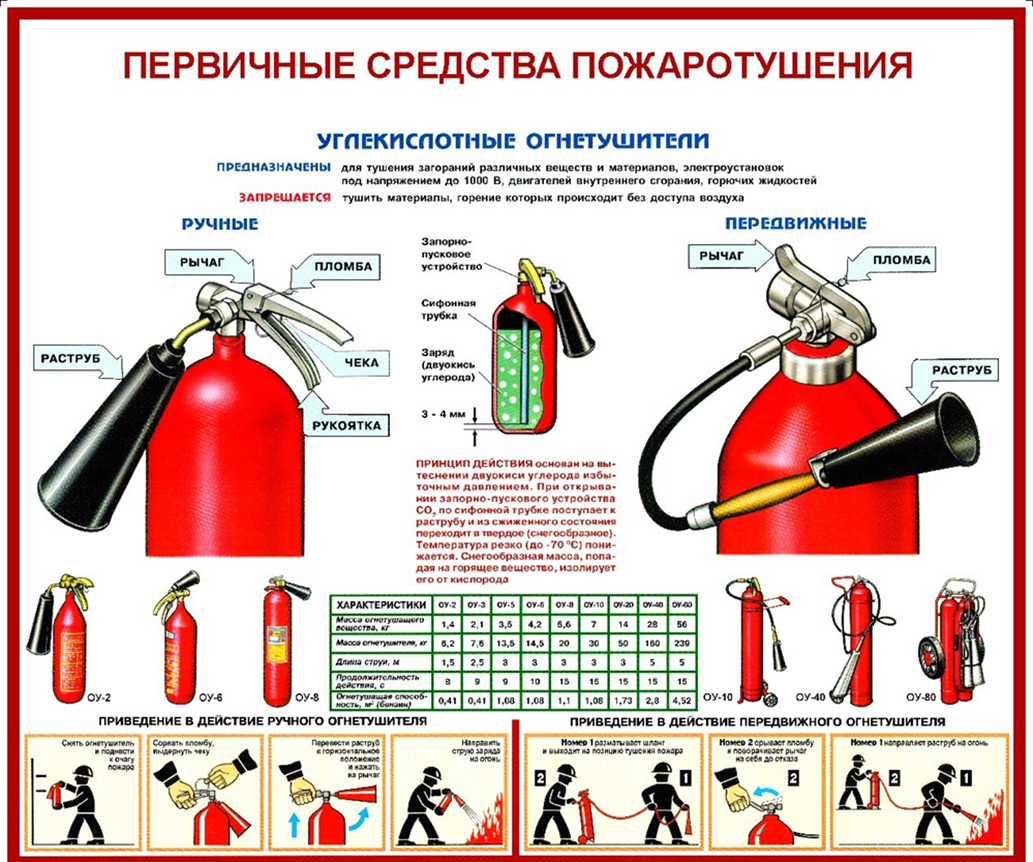 ПЕРВИЧНЫЕ СРЕДСТВА ПОЖАРОТУШЕНИЯ
УГЛЕКИСЛОТНЫЕ ОГНЕТУШИТЕЛИ
ПРЕДНАЗНАЧЕНЫ для тушения загораний различных веществ и материалов, электроустановок
под напряжением до 1000 В, двигателей внутреннего сгорания, горючих жидкостей
ЗАПРЕЩАЕТСЯ тушить материалы, горение которых происходит без доступа воздуха
РУЧНЫЕ
РЫЧАГ
ПЛОМБА
РАСТРУБ
ЧЕКА
РУКОЯТКА
Запорно-
пусковое
устройство
Сифонная
трубка
Заряд
(двуокись
углерода)
3 - 4 мм
ПЕРЕДВИЖНЫЕ
РЫЧАГ
ПЛОМБА
РАСТРУБ
ПРИНЦИП ДЕЙСТВИЯ основан на вы-
теснении двуокиси углерода избы-
точным давлением. При открыва-
нии запорно-пускового устройства
CO₂ по сифонной трубке поступает к
раструбу и из сжиженного состояния
переходит в твердое (снегообразное).
Температура резко (до -70 °С) пони-
жается. Снегообразная масса, попа-
дая на горящее вещество, изолирует
его от кислорода
ОУ-2
ОУ-6
ОУ-8
ХАРАКТЕРИСТИКИ ОУ-2 ОУ-3 ОУ-5 ОУ-6 ОУ-8 ОУ-10 ОУ-20 ОУ-40 ОУ-80
Масса огнетушащего
вещества, кг 1,4 2,1 3,5 4,2 5,6 7 14 28 56
Масса огнетушителя, кг 6,2 7,6 13,5 14,5 20 30 50 160 239
Длина струи, м 1,5 2,5 3 3 3 3 3 5 5
Продолжительность
действия, с 8 9 9 10 15 15 15 15 15
Огнетушащая способ-
ность, м² (бензин) 0,41 0,41 1,08 1,08 1,1 1,08 1,73 2,8 4,52
ОУ-10
ОУ-40
ОУ-80
ПРИВЕДЕНИЕ В ДЕЙСТВИЕ РУЧНОГО ОГНЕТУШИТЕЛЯ
Снять огнетушитель
и поднести
к очагу
пожара
Сорвать пломбу,
выдернуть чеку
Перевести раструб
в горизонтальное
положение
и нажать
на рычаг
Направить
струю заряда
на огонь
ПРИВЕДЕНИЕ В ДЕЙСТВИЕ ПЕРЕДВИЖНОГО ОГНЕТУШИТЕЛЯ
Номер 1 разматывает шланг
и выходит на позицию тушения пожара
2
1
Номер 2 срывает пломбу
и поворачивает рычаг
на себя до отказа
2
Номер 1 направляет раструб на огонь
2
1